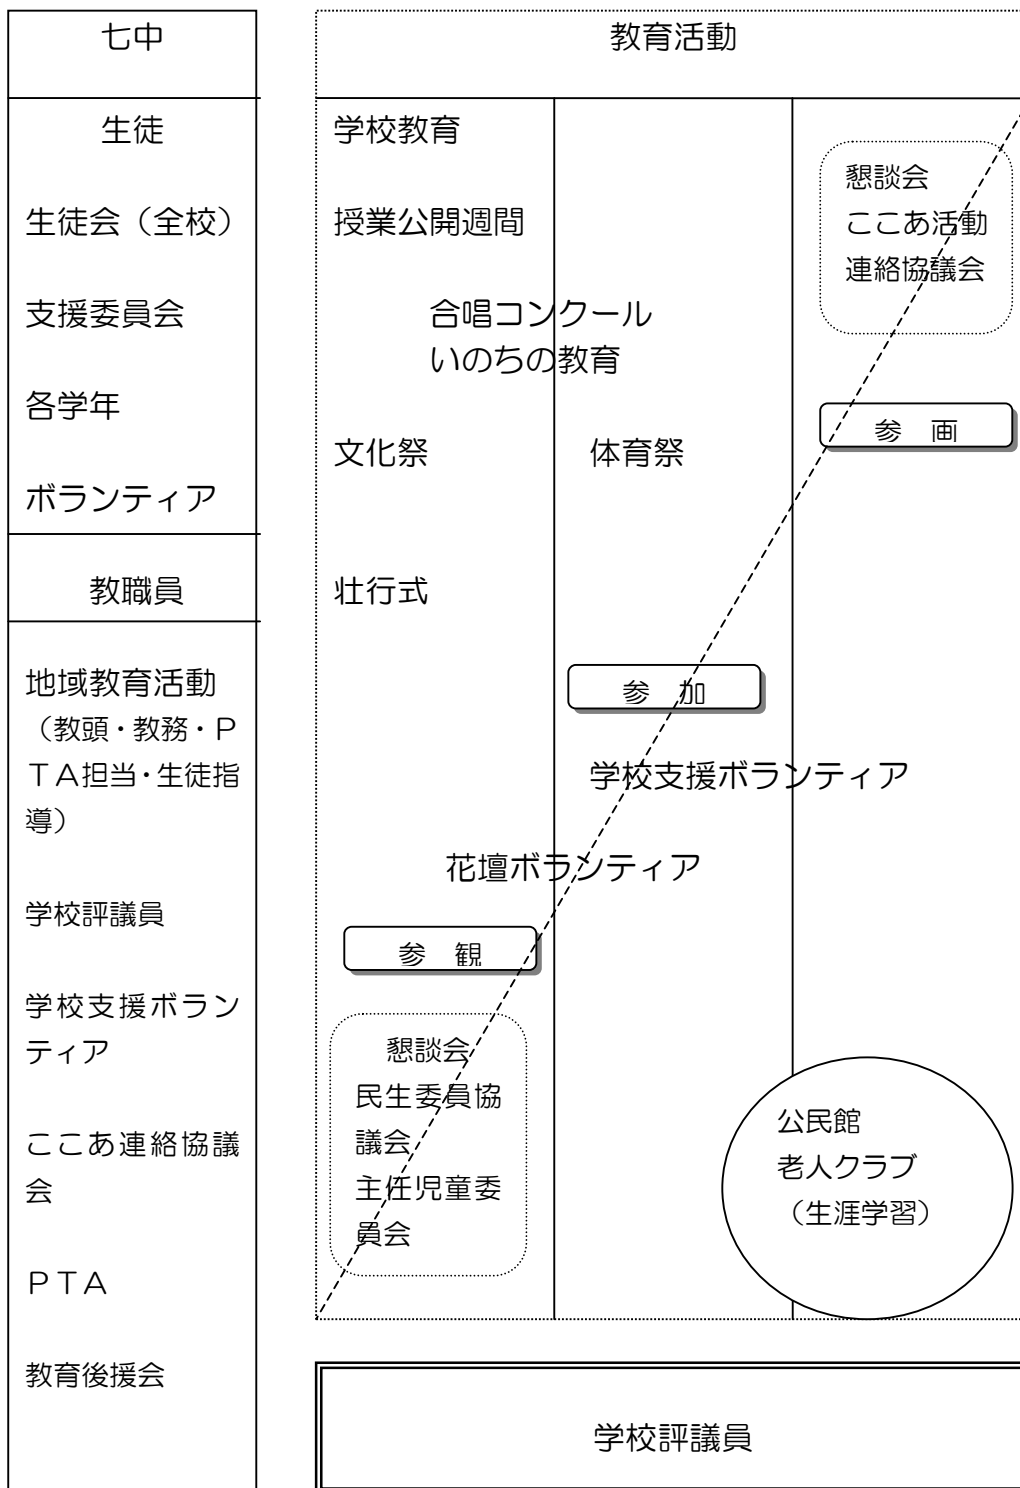 七中
生徒
生徒会（全校）
支援委員会
各学年
ボランティア
教職員
地域教育活動
（教頭・教務・Ｐ
ＴＡ担当・生徒指
導）
学校評議員
学校支援ボラン
ティア
ここあ連絡協議
会
ＰＴＡ
教育後援会
教育活動
学校教育
授業公開週間
合唱コンクール
いのちの教育
文化祭
体育祭
壮行式
懇談会
ここあ活動
連絡協議会
参　画
参　加
学校支援ボランティア
花壇ボランティア
参　観
懇談会
民生委員協
議会
主任児童委
員会
公民館
老人クラブ
（生涯学習）
学校評議員